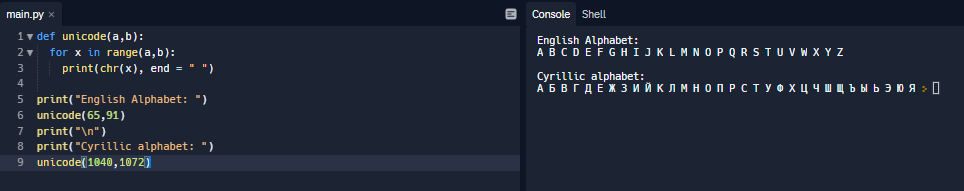 main.py ×
1 def unicode(a,b):
2 for x in range(a,b):
3 print(chr(x), end = " ")
4
5 print("English Alphabet: ")
6 unicode(65,91)
7 print("\n")
8 print("Cyrillic alphabet: ")
9 unicode(1040,1072)
Console Shell
English Alphabet:
A B C D E F G H I J K L M N O P Q R S T U V W X Y Z
Cyrillic alphabet:
А Б В Г Д Е Ж З И Й К Л М Н О П Р С Т У Ф Х Ц Ч Ш Щ Ъ Ы Ь Э Ю Я >